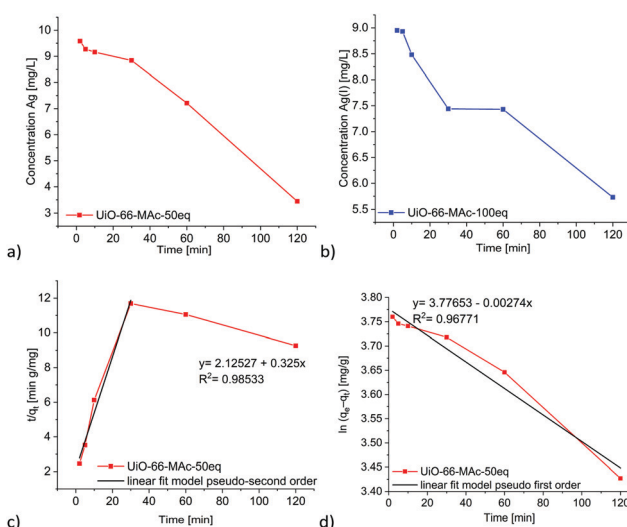 10
9
8
7
6
5
4
3
0 20 40 60 80 100 120
Concentration Ag [mg/L]
UiO-66-MAc-50eq
Time [min]
a)
9.0
8.5
8.0
7.5
7.0
6.5
6.0
5.5
0 20 40 60 80 100 120
Concentration Ag(I) [mg/L]
UiO-66-MAc-100eq
Time [min]
b)
14
12
10
8
6
4
2
0 20 40 60 80 100 120
t/qt [min g/mg]
y= 2.12527 + 0.325x
R²= 0.98533
UiO-66-MAc-50eq
linear fit model pseudo-second order
Time [min]
c)
3.80
3.75
3.70
3.65
3.60
3.55
3.50
3.45
3.40
0 20 40 60 80 100 120
ln (qe–qt) [mg/g]
y= 3.77653 - 0.00274x
R²= 0.96771
UiO-66-MAc-50eq
linear fit model pseudo first order
Time [min]
d)